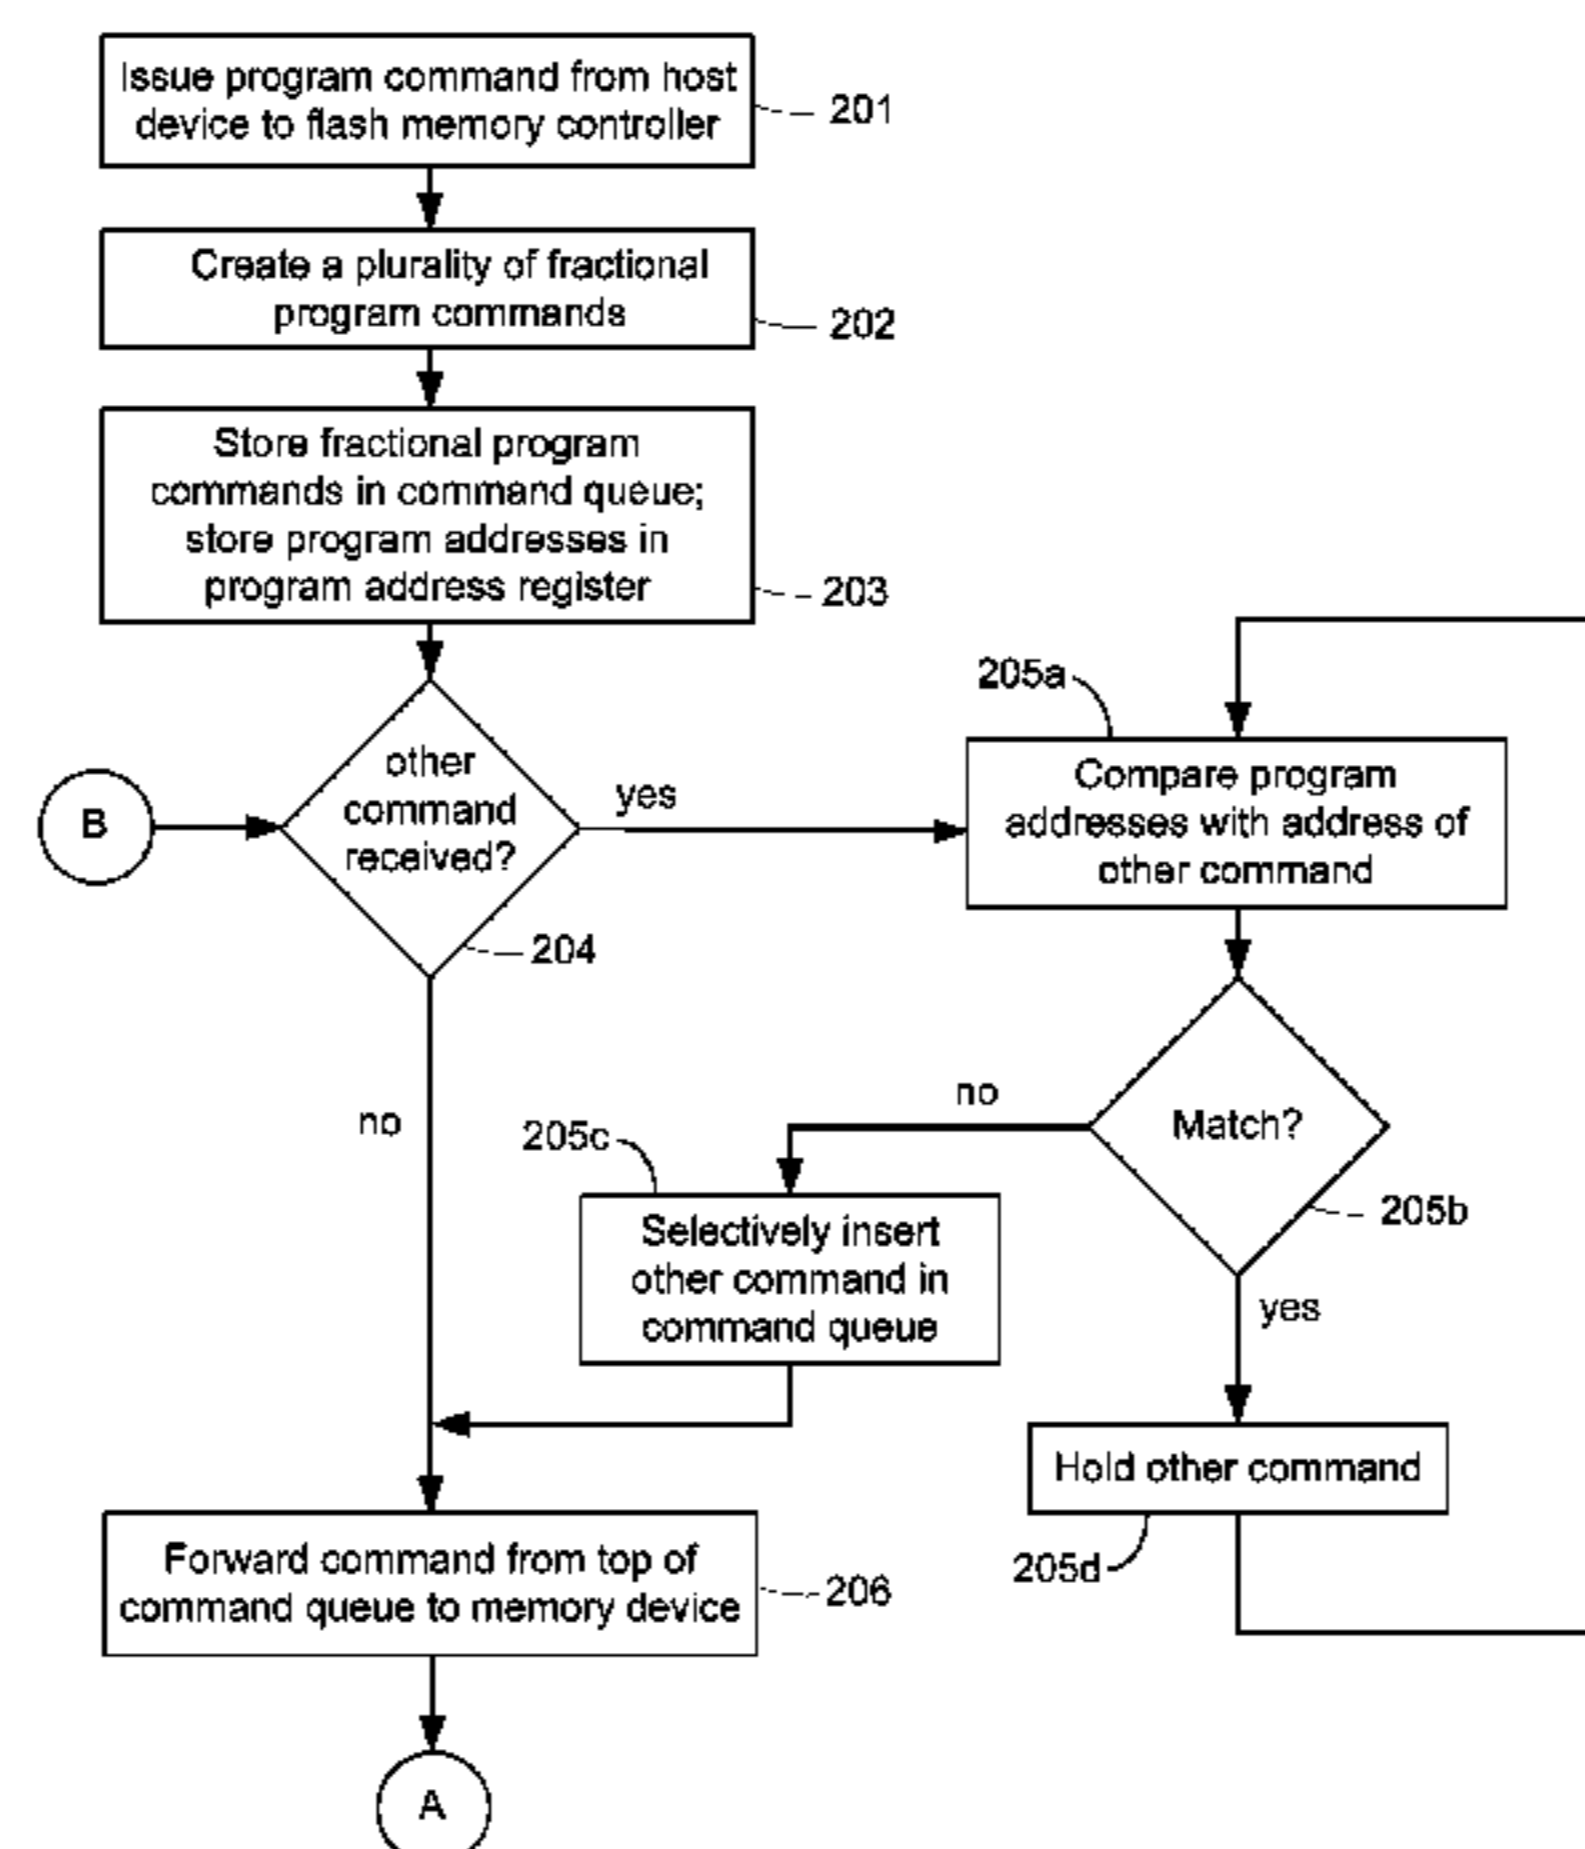 Issue program command from host
device to flash memory controller
201
Create a plurality of fractional
program commands
202
Store fractional program
commands in command queue;
store program addresses in
program address register
203
205a
other
command
received?
yes
B
Compare program
addresses with address of
other command
204
no
no
205c
Match?
205b
Selectively insert
other command in
command queue
yes
Hold other command
205d
Forward command from top of
command queue to memory device
206
A